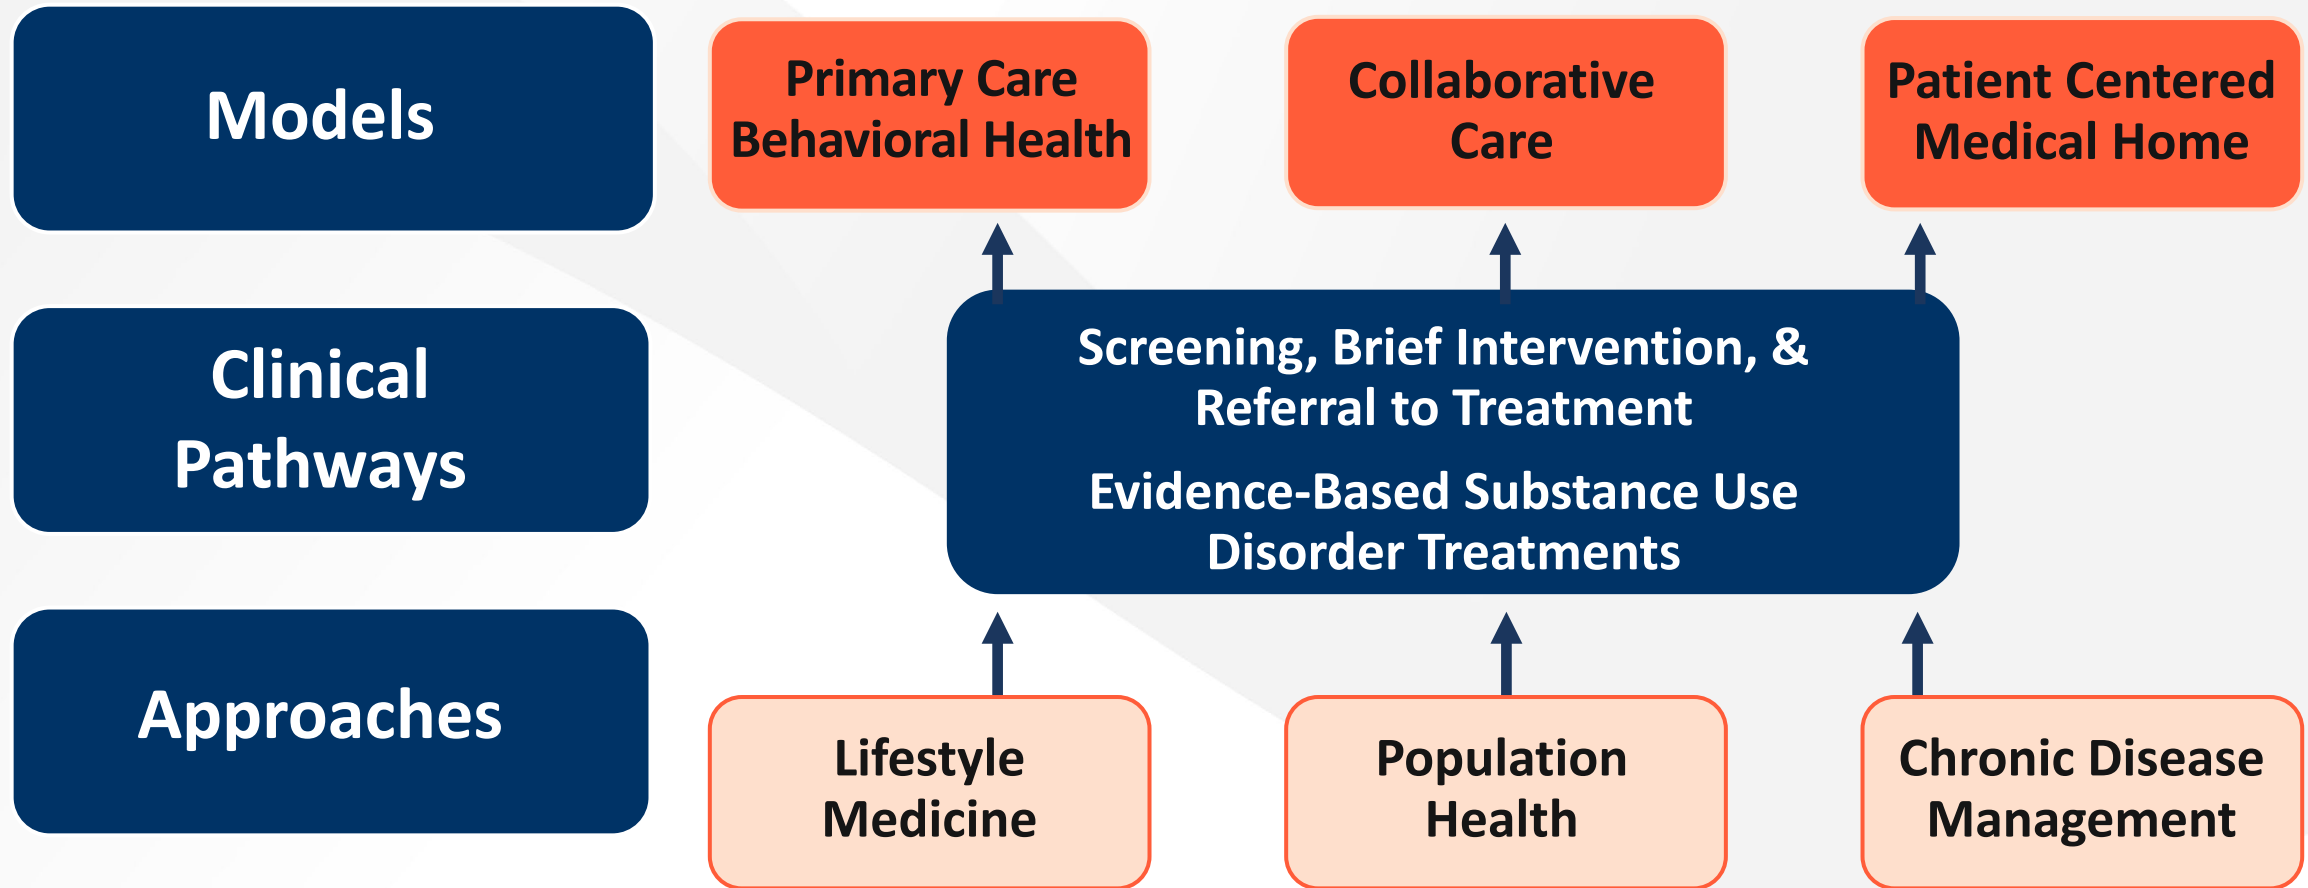 Models
Primary Care
Behavioral Health
Collaborative
Care
Patient Centered
Medical Home
Clinical
Pathways
Screening, Brief Intervention, &
Referral to Treatment
Evidence-Based Substance Use
Disorder Treatments
Approaches
Lifestyle
Medicine
Population
Health
Chronic Disease
Management